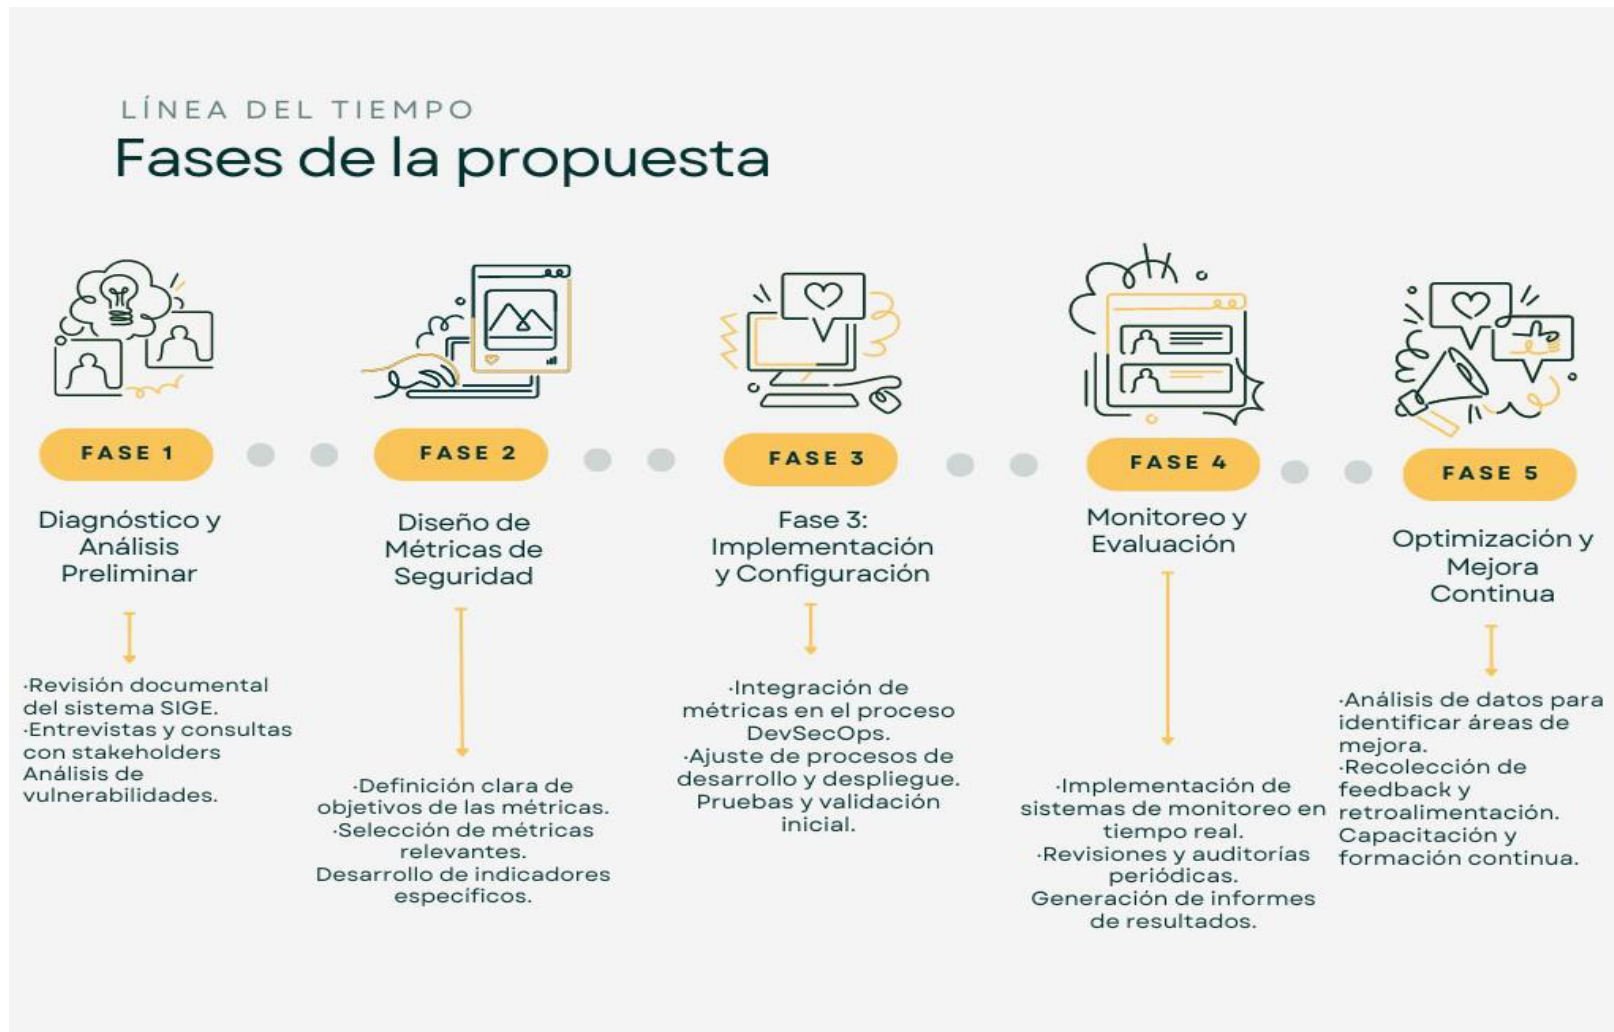 LÍNEA DEL TIEMPO
Fases de la propuesta
FASE 1
Diagnóstico y
Análisis
Preliminar
·Revisión documental
del sistema SIGE.
·Entrevistas y consultas
con stakeholders
Análisis de
vulnerabilidades.
FASE 2
Diseño de
Métricas de
Seguridad
·Definición clara de
objetivos de las métricas.
·Selección de métricas
relevantes.
Desarrollo de indicadores
específicos.
FASE 3
Fase 3:
Implementación
y Configuración
·Integración de
métricas en el proceso
DevSecOps.
·Ajuste de procesos de
desarrollo y despliegue.
Pruebas y validación
inicial.
FASE 4
Monitoreo y
Evaluación
·Implementación de
sistemas de monitoreo en
tiempo real.
·Revisiones y auditorías
periódicas.
Generación de informes
de resultados.
FASE 5
Optimización y
Mejora
Continua
·Análisis de datos para
identificar áreas de
mejora.
·Recolección de
feedback y
retroalimentación.
Capacitación y
formación continua.